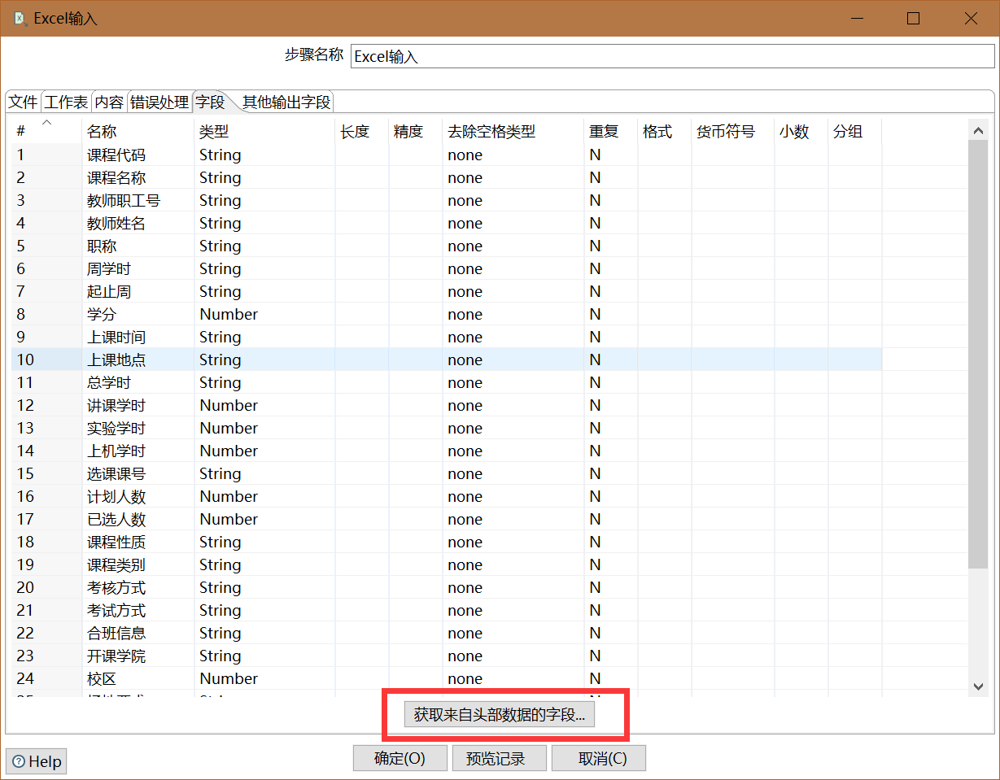 Excel输入
步骤名称 Excel输入
文件 工作表 内容 错误处理 字段 其他输出字段
# 名称 类型 长度 精度 去除空格类型 重复 格式 货币符号 小数 分组
1 课程代码 String none N
2 课程名称 String none N
3 教师职工号 String none N
4 教师姓名 String none N
5 职称 String none N
6 周学时 String none N
7 起止周 String none N
8 学分 Number none N
9 上课时间 String none N
10 上课地点 String none N
11 总学时 String none N
12 讲课学时 Number none N
13 实验学时 Number none N
14 上机学时 Number none N
15 选课课号 String none N
16 计划人数 Number none N
17 已选人数 Number none N
18 课程性质 String none N
19 课程类别 String none N
20 考核方式 String none N
21 考试方式 String none N
22 合班信息 String none N
23 开课学院 String none N
24 校区 Number none N
获取来自头部数据的字段...
Help 确定(O) 预览记录 取消(C)